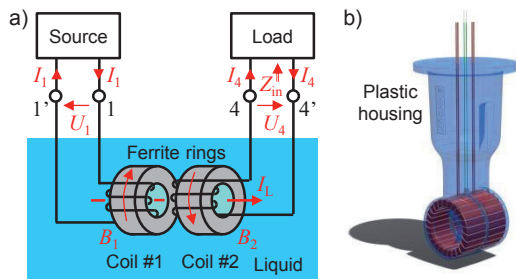 a)
Source
Load
I1
I1
I4
Zin
I4
1'
1
4
4'
U1
U4
Ferrite rings
IL
B1
B2
Coil #1
Coil #2
Liquid
b)
Plastic
housing